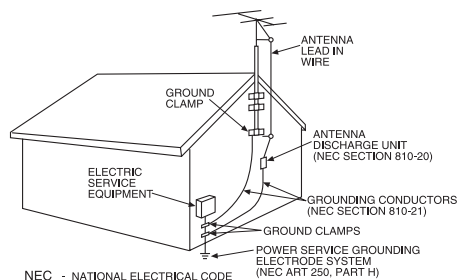 ANTENNA
LEAD IN
WIRE
GROUND
CLAMP
ANTENNA
DISCHARGE UNIT
(NEC SECTION 810-20)
ELECTRIC
SERVICE
EQUIPMENT
GROUNDING CONDUCTORS
(NEC SECTION 810-21)
GROUND CLAMPS
POWER SERVICE GROUNDING
ELECTRODE SYSTEM
(NEC ART 250, PART H)
NEC - NATIONAL ELECTRICAL CODE